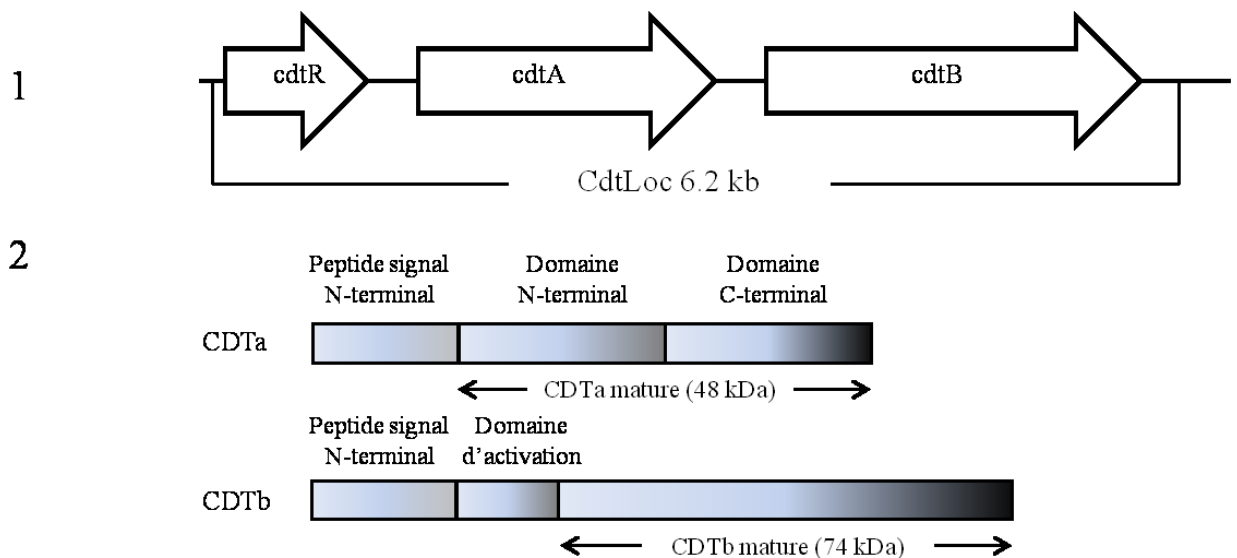 1
cdtR
cdtA
cdtB
CdtLoc 6.2 kb
2
Peptide signal
N-terminal
Domaine
N-terminal
Domaine
C-terminal
CDTa
CDTa mature (48 kDa)
Peptide signal
N-terminal
Domaine
d’activation
CDTb
CDTb mature (74 kDa)